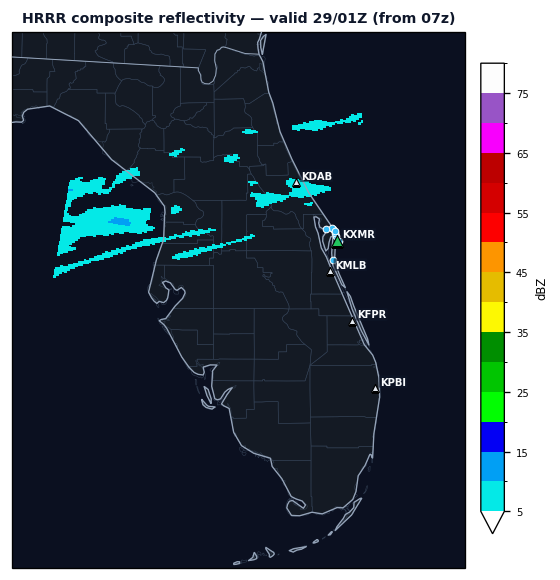 HRRR composite reflectivity — valid 29/01Z (from 07z)
75
65
55
45
35
25
15
5
dBZ
KDAB
KXMR
KMLB
KFPR
KPBI